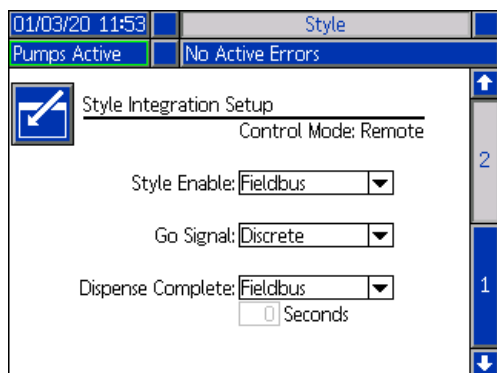 01/03/20 11:53 Style
Pumps Active No Active Errors
Style Integration Setup
Control Mode: Remote
2
Style Enable: Fieldbus
Go Signal: Discrete
Dispense Complete: Fieldbus
1
0 Seconds